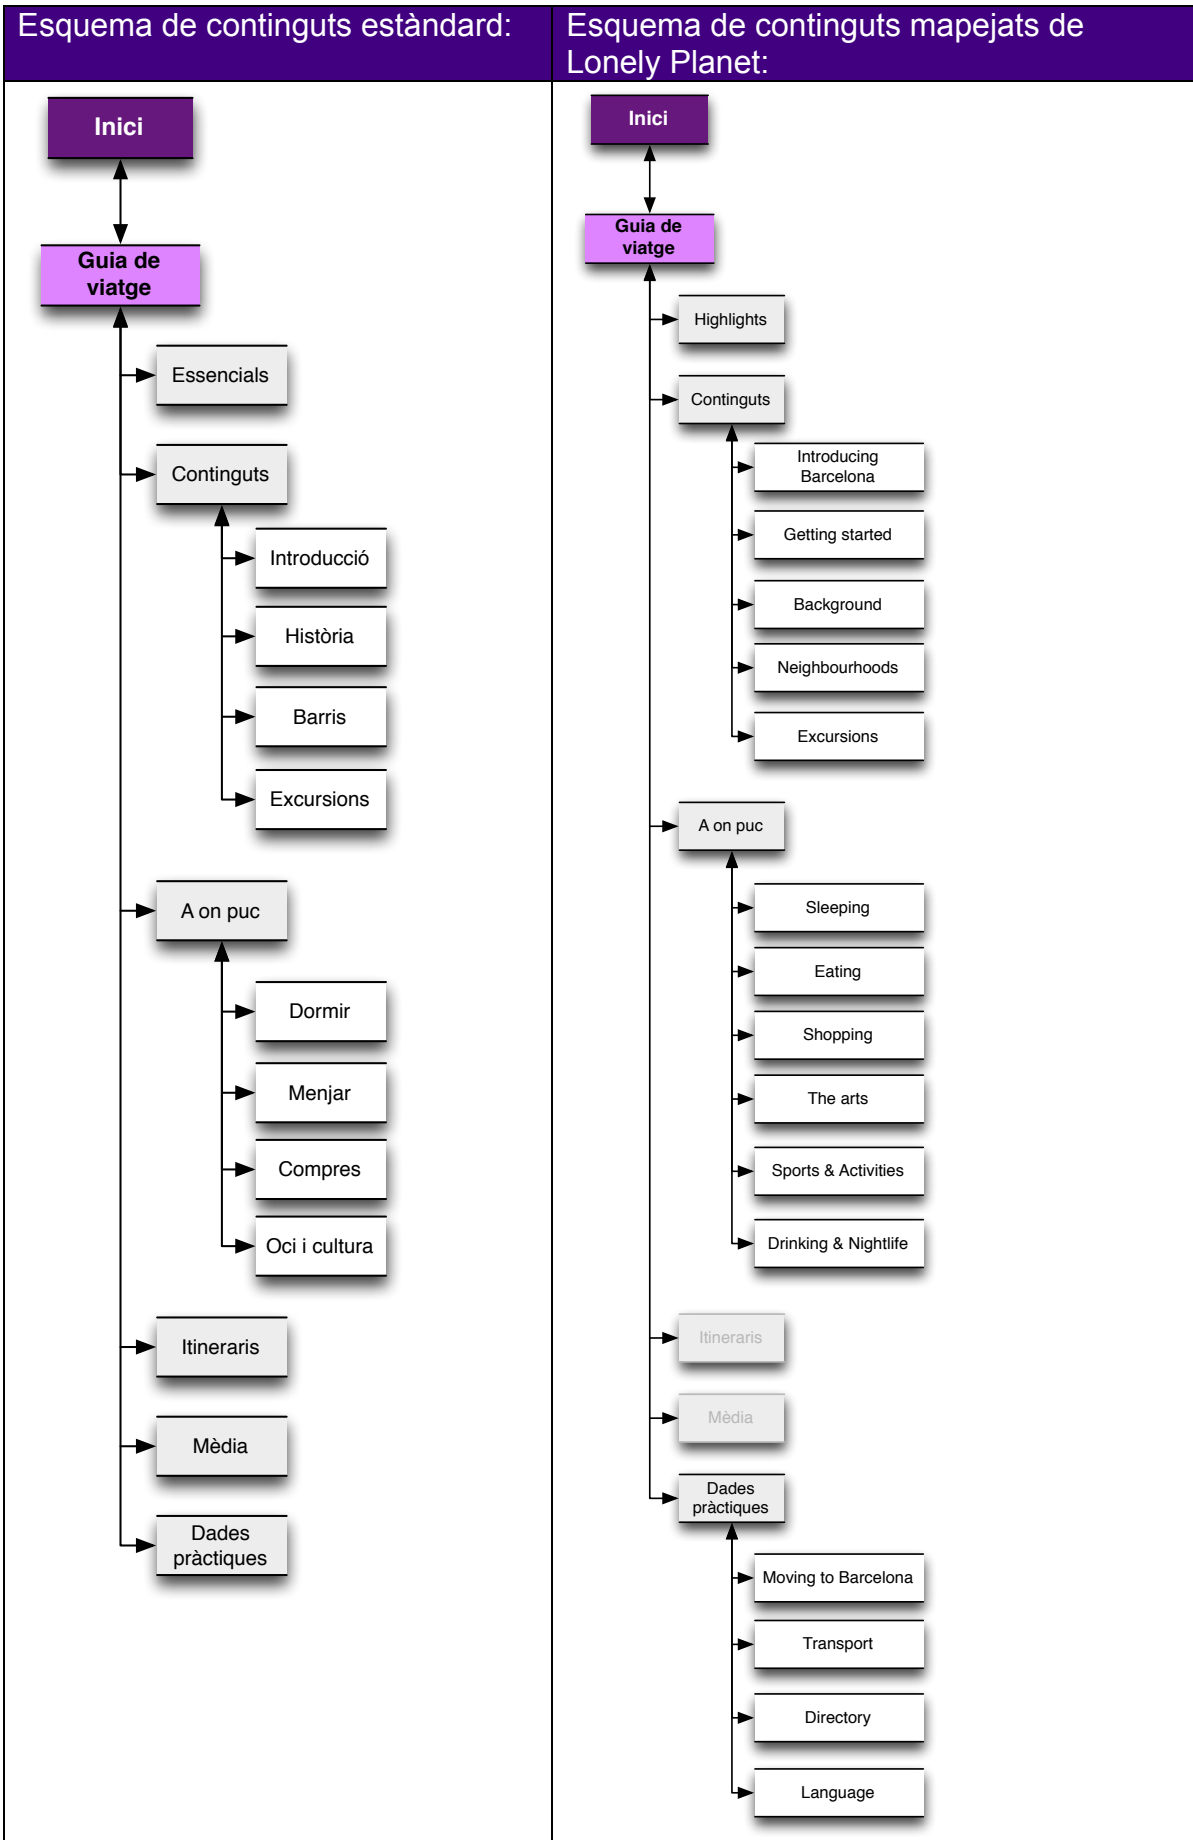 Esquema de continguts estàndard:
Inici
Guia de
viatge
Essencials
Continguts
Introducció
Història
Barris
Excursions
A on puc
Dormir
Menjar
Compres
Oci i cultura
Itineraris
Mèdia
Dades
pràctiques
Esquema de continguts mapejats de
Lonely Planet:
Inici
Guia de
viatge
Highlights
Continguts
Introducing
Barcelona
Getting started
Background
Neighbourhoods
Excursions
A on puc
Sleeping
Eating
Shopping
The arts
Sports & Activities
Drinking & Nightlife
Itineraris
Mèdia
Dades
pràctiques
Moving to Barcelona
Transport
Directory
Language